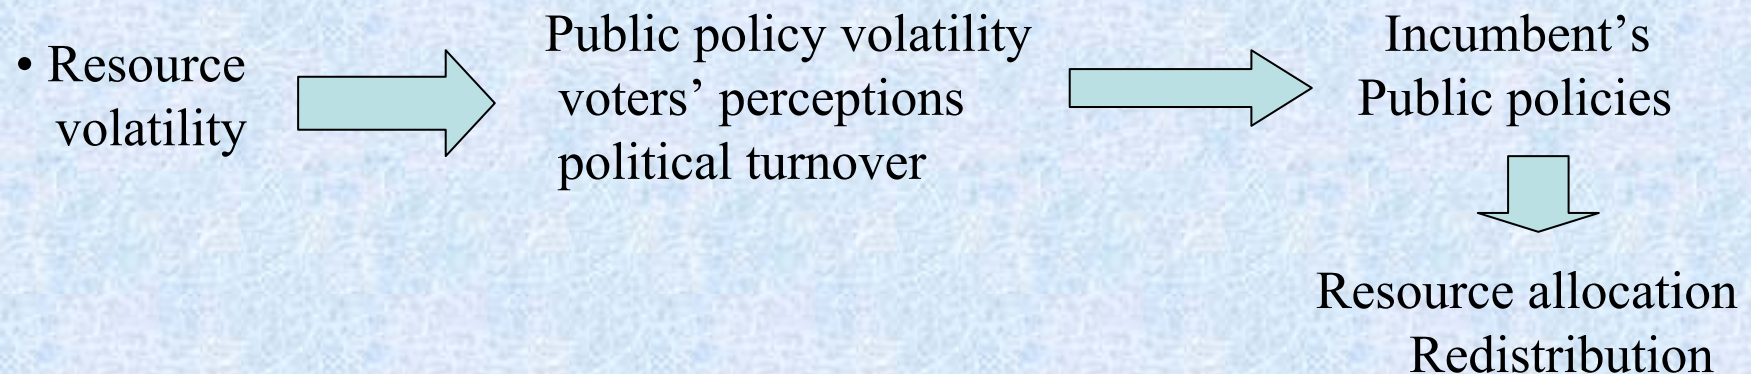 • Resource
volatility
Public policy volatility
voters’ perceptions
political turnover
Incumbent’s
Public policies
Resource allocation
Redistribution